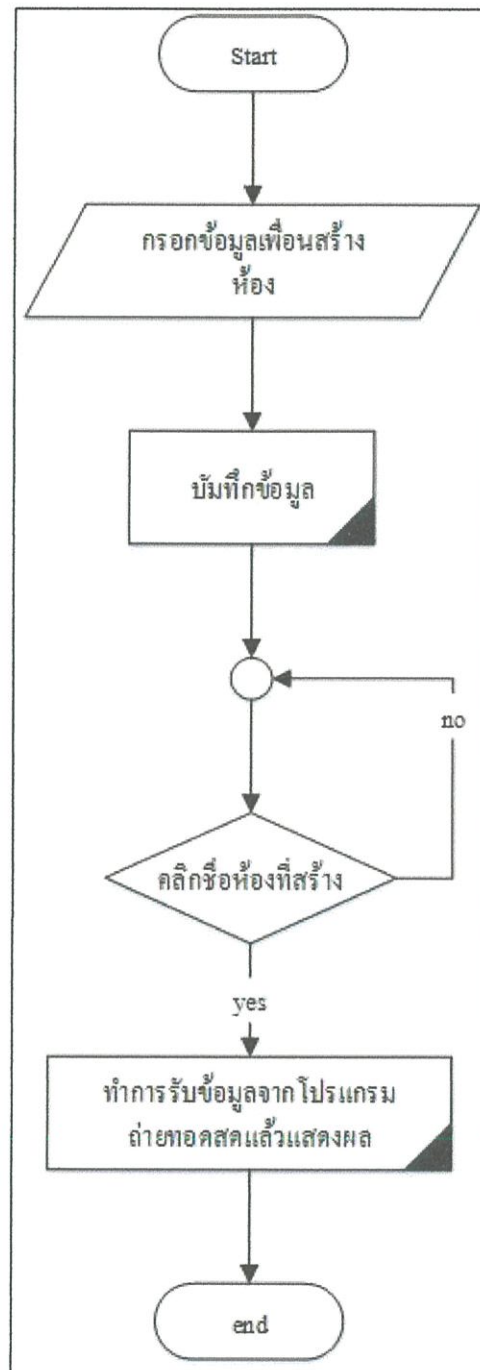 Start
กรอกข้อมูลเพื่อนสร้าง
ห้อง
บัมทึกข้อมูล
no
คลิกชื่อห้องที่สร้าง
yes
ทำการรับข้อมูลจากโปรแกรม
ถ่ายทอดสดแล้วแสดงผล
end